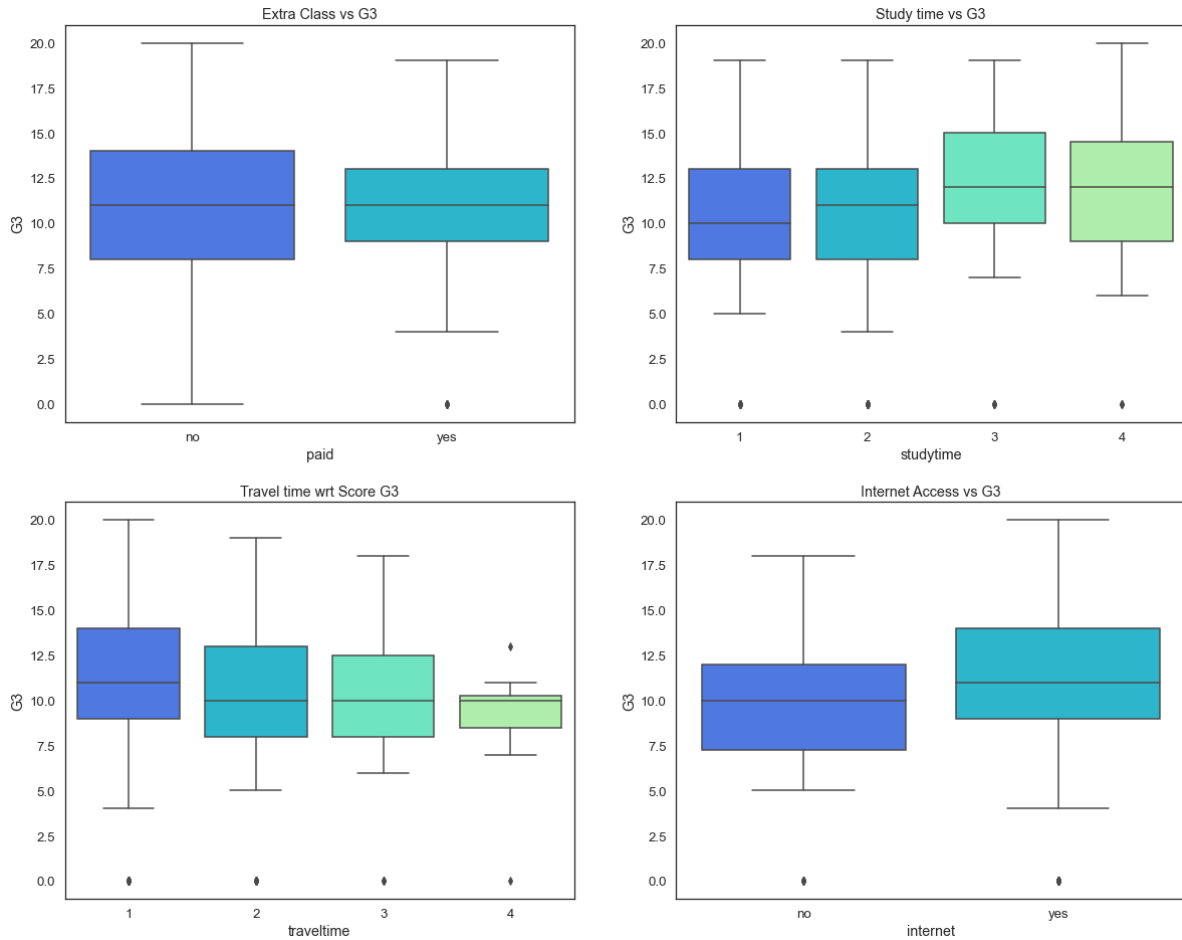 Extra Class vs G3
20.0
17.5
15.0
12.5
10.0
7.5
5.0
2.5
0.0
G3
no yes
paid
Study time vs G3
20.0
17.5
15.0
12.5
10.0
7.5
5.0
2.5
0.0
G3
1 2 3 4
studytime
Travel time wrt Score G3
20.0
17.5
15.0
12.5
10.0
7.5
5.0
2.5
0.0
G3
1 2 3 4
traveltime
Internet Access vs G3
20.0
17.5
15.0
12.5
10.0
7.5
5.0
2.5
0.0
G3
no yes
internet